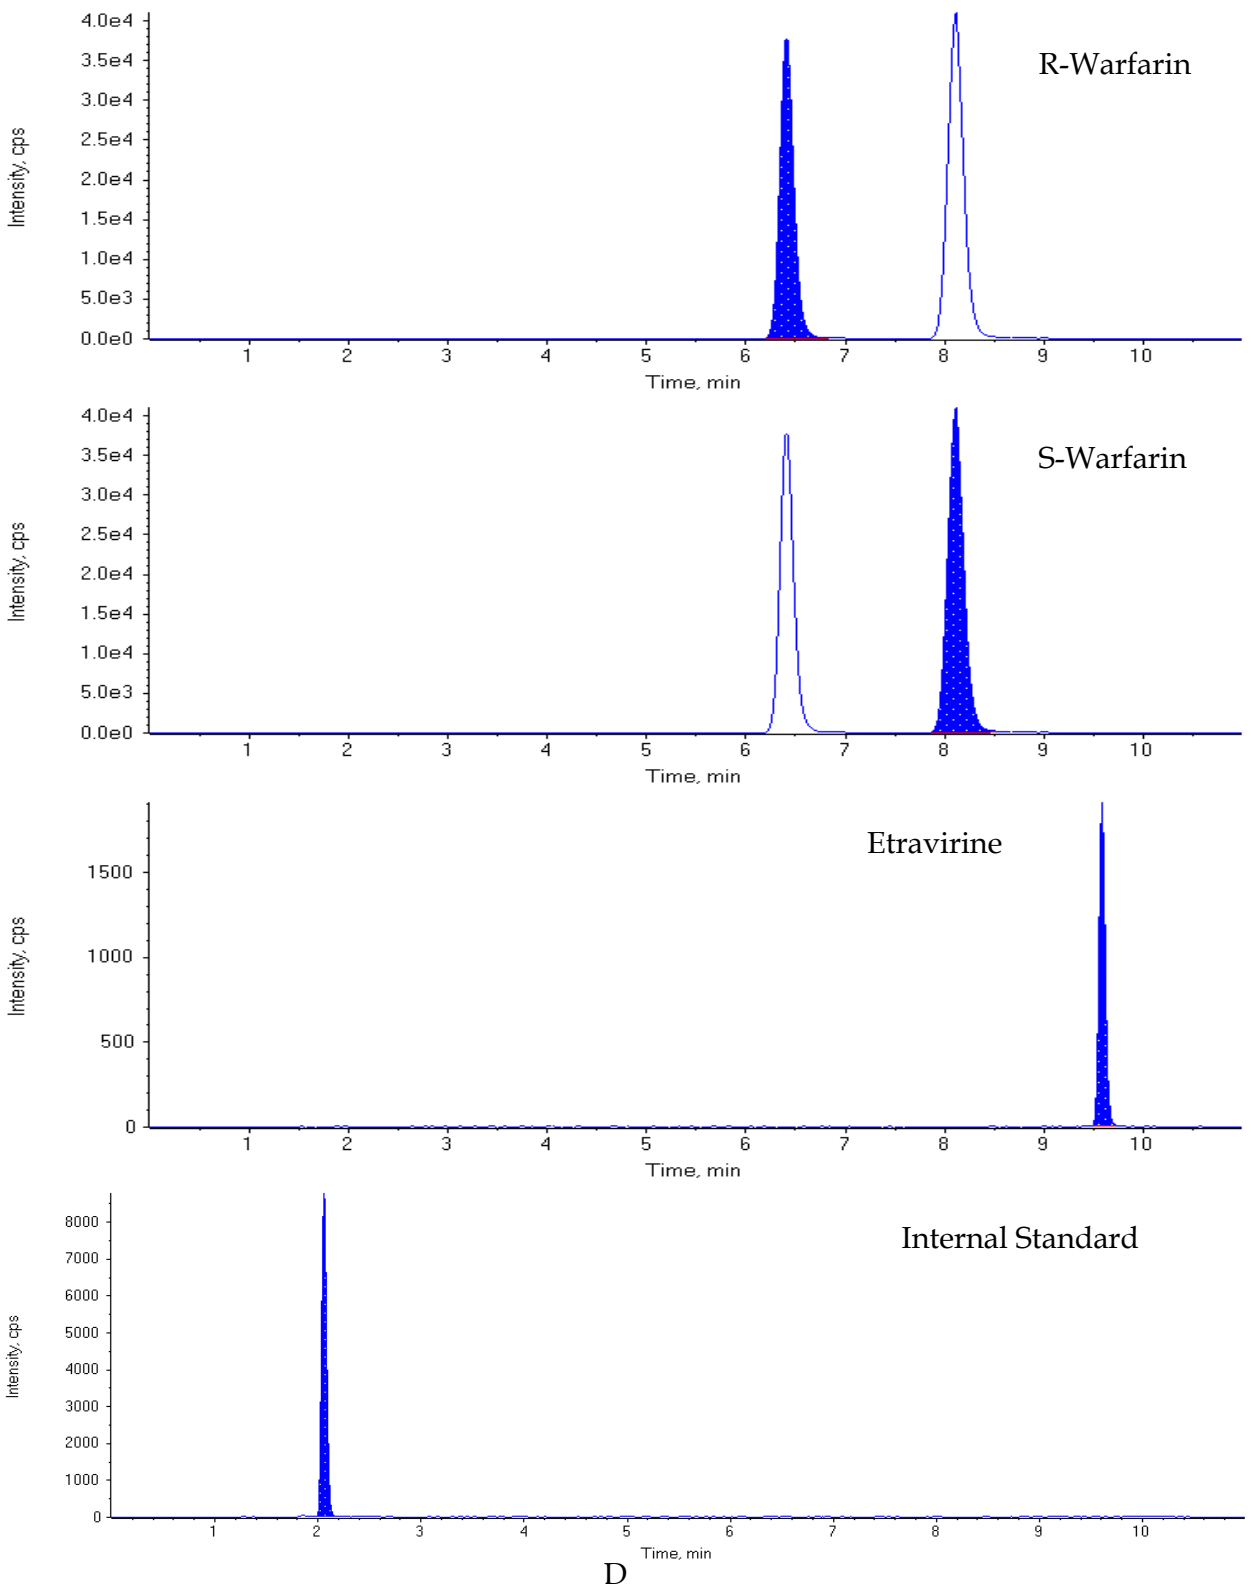 4.0e4
3.5e4
3.0e4
2.5e4
2.0e4
1.5e4
1.0e4
5.0e3
0.0e0
Intensity, cps
R-Warfarin
1 2 3 4 5 6 7 8 9 10
Time, min
4.0e4
3.5e4
3.0e4
2.5e4
2.0e4
1.5e4
1.0e4
5.0e3
0.0e0
Intensity, cps
S-Warfarin
1 2 3 4 5 6 7 8 9 10
Time, min
1500
1000
500
0
Intensity, cps
Etravirine
1 2 3 4 5 6 7 8 9 10
Time, min
8000
7000
6000
5000
4000
3000
2000
1000
0
Intensity, cps
Internal Standard
1 2 3 4 5 6 7 8 9 10
Time, min
D